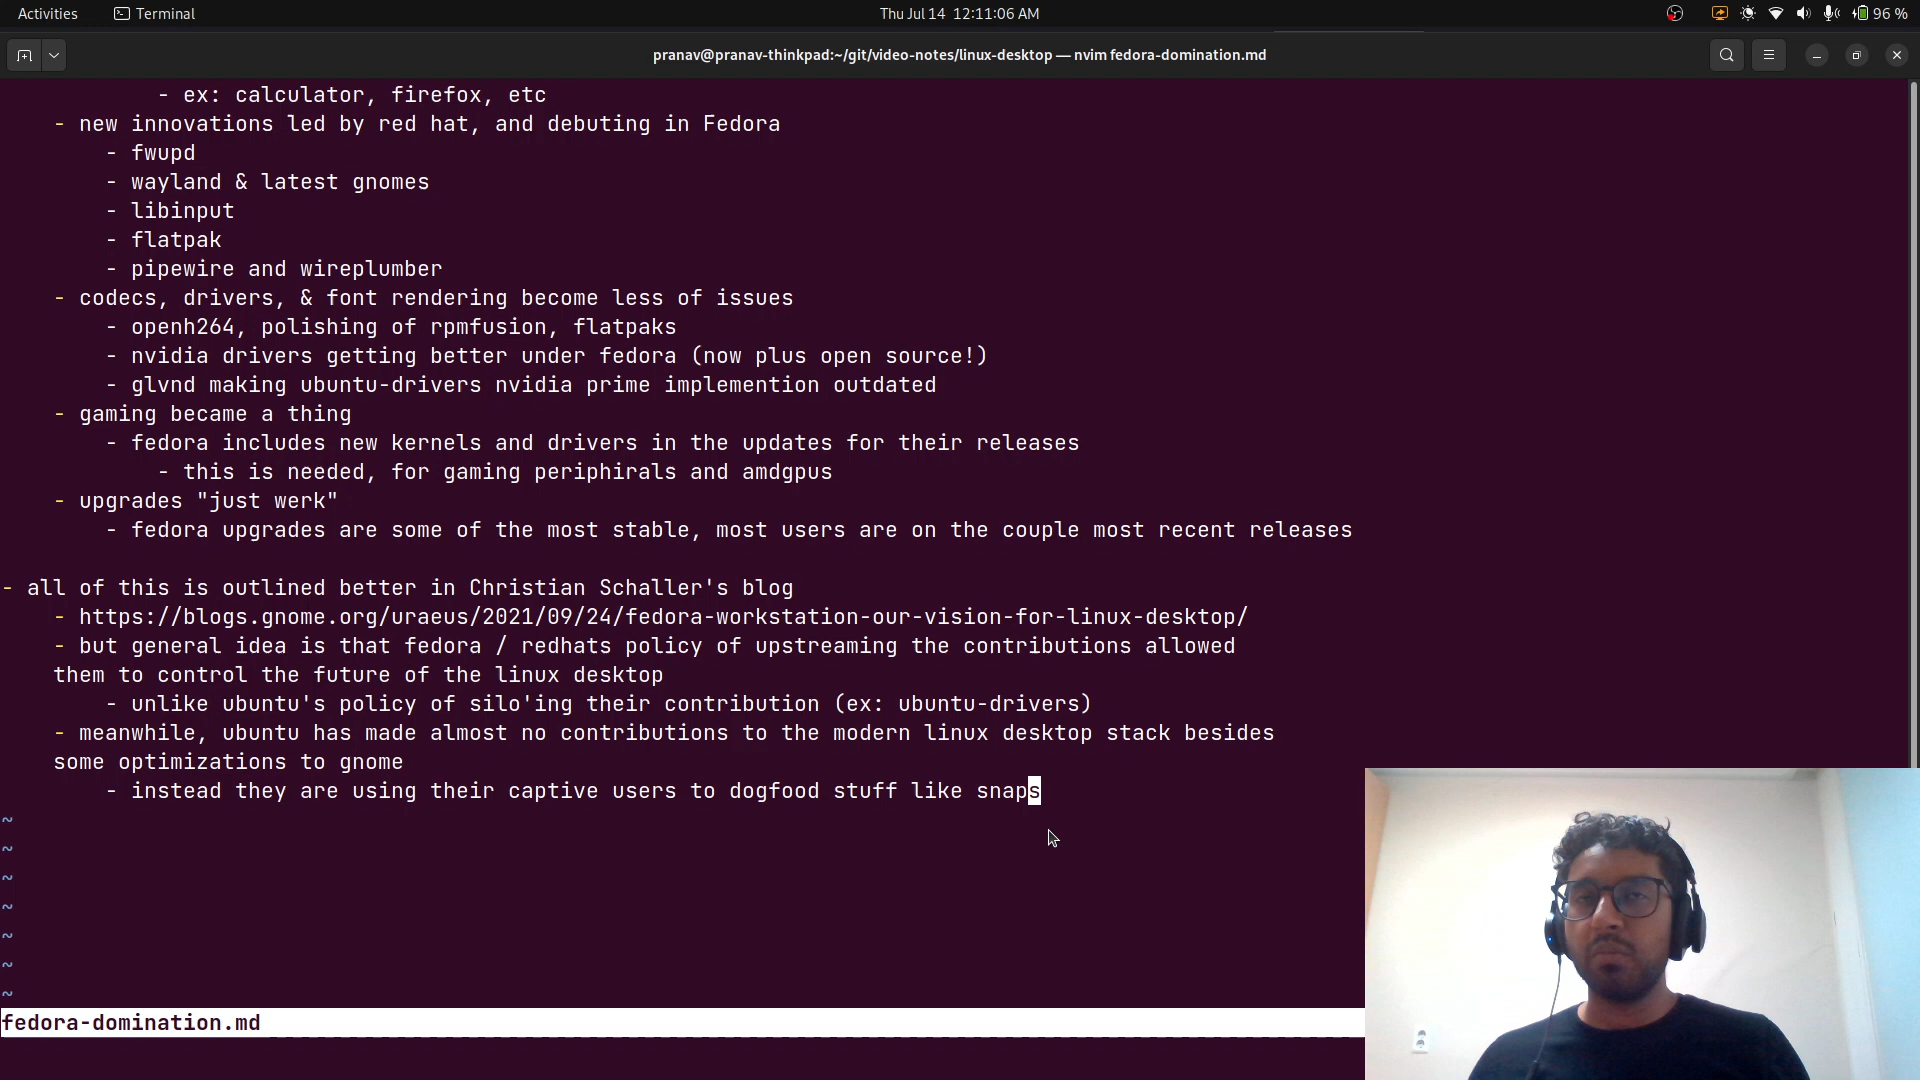 Activities Terminal Thu Jul 14 12:11:06 AM 96 %
pranav@pranav-thinkpad:~/git/video-notes/linux-desktop — nvim fedora-domination.md
- ex: calculator, firefox, etc
- new innovations led by red hat, and debuting in Fedora
- fwupd
- wayland & latest gnomes
- libinput
- flatpak
- pipewire and wireplumber
- codecs, drivers, & font rendering become less of issues
- openh264, polishing of rpmfusion, flatpaks
- nvidia drivers getting better under fedora (now plus open source!)
- glvnd making ubuntu-drivers nvidia prime implemention outdated
- gaming became a thing
- fedora includes new kernels and drivers in the updates for their releases
- this is needed, for gaming periphirals and amdgpus
- upgrades "just werk"
- fedora upgrades are some of the most stable, most users are on the couple most recent releases
- all of this is outlined better in Christian Schaller's blog
- https://blogs.gnome.org/uraeus/2021/09/24/fedora-workstation-our-vision-for-linux-desktop/
- but general idea is that fedora / redhats policy of upstreaming the contributions allowed
them to control the future of the linux desktop
- unlike ubuntu's policy of silo'ing their contribution (ex: ubuntu-drivers)
- meanwhile, ubuntu has made almost no contributions to the modern linux desktop stack besides
some optimizations to gnome
- instead they are using their captive users to dogfood stuff like snaps
~
~
~
~
~
~
~
fedora-domination.md